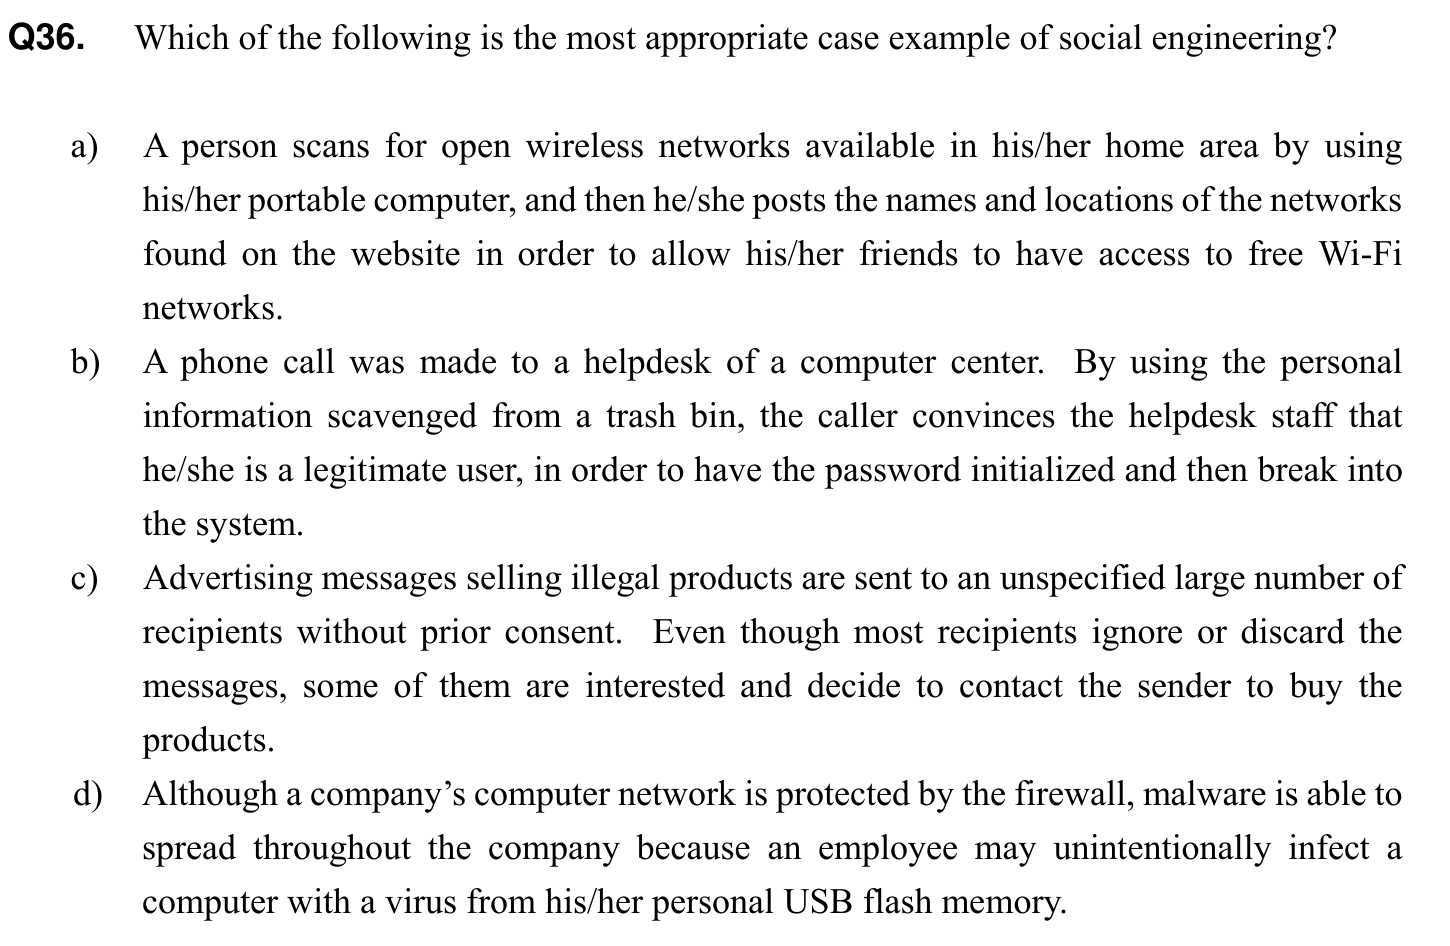 Q36. Which of the following is the most appropriate case example of social engineering?
a) A person scans for open wireless networks available in his/her home area by using
his/her portable computer, and then he/she posts the names and locations of the networks
found on the website in order to allow his/her friends to have access to free Wi-Fi
networks.
b) A phone call was made to a helpdesk of a computer center. By using the personal
information scavenged from a trash bin, the caller convinces the helpdesk staff that
he/she is a legitimate user, in order to have the password initialized and then break into
the system.
c) Advertising messages selling illegal products are sent to an unspecified large number of
recipients without prior consent. Even though most recipients ignore or discard the
messages, some of them are interested and decide to contact the sender to buy the
products.
d) Although a company’s computer network is protected by the firewall, malware is able to
spread throughout the company because an employee may unintentionally infect a
computer with a virus from his/her personal USB flash memory.